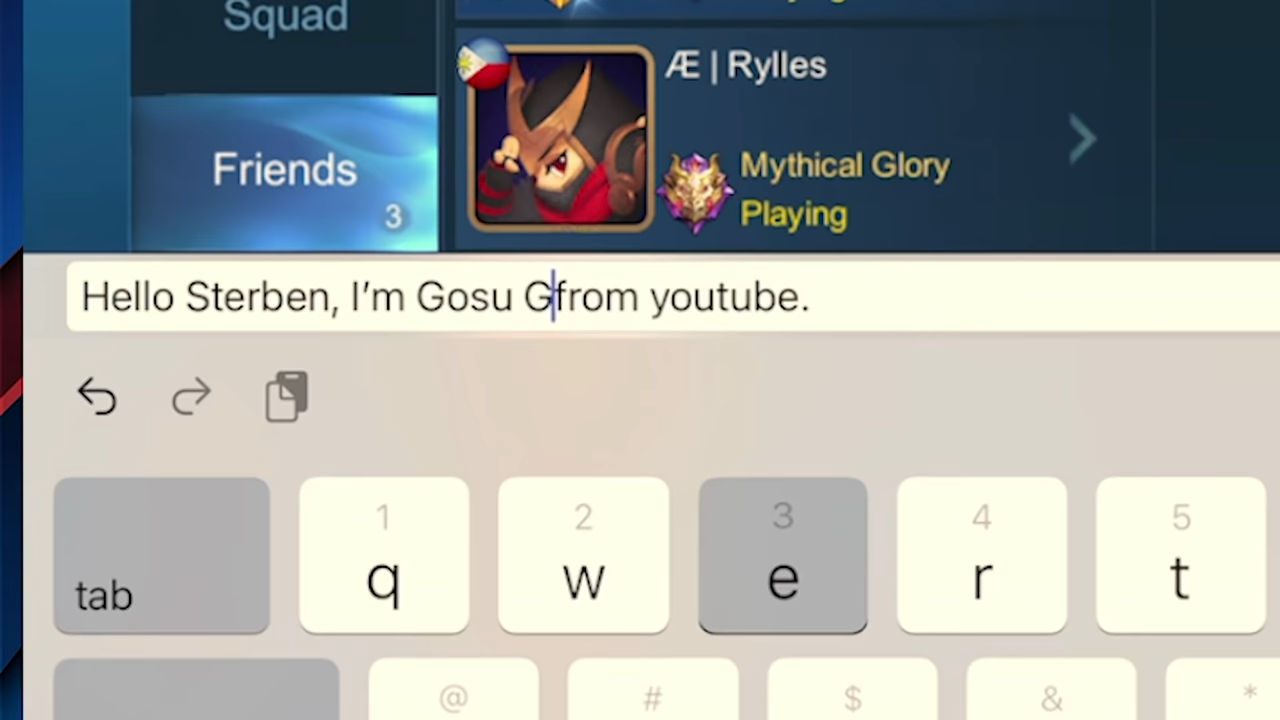 Squad
Æ | Rylles
Friends
3
Mythical Glory
Playing
Hello Sterben, I'm Gosu Gfrom youtube.
1 2 3 4 5
tab q w e r t
@ # $ & *